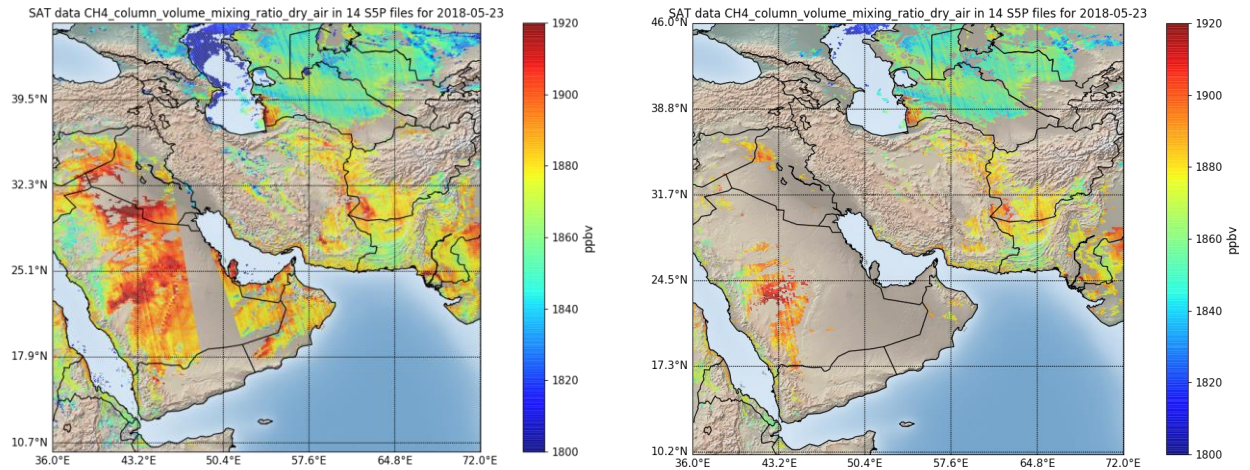 SAT data CH4_column_volume_mixing_ratio_dry_air in 14 S5P files for 2018-05-23
39.5°N
32.3°N
25.1°N
17.9°N
10.7°N
36.0°E 43.2°E 50.4°E 57.6°E 64.8°E 72.0°E
1920
1900
1880
1860
1840
1820
1800
ppbv
SAT data CH4_column_volume_mixing_ratio_dry_air in 14 S5P files for 2018-05-23
46.0°N
38.8°N
31.7°N
24.5°N
17.3°N
10.2°N
36.0°E 43.2°E 50.4°E 57.6°E 64.8°E 72.0°E
1920
1900
1880
1860
1840
1820
1800
ppbv